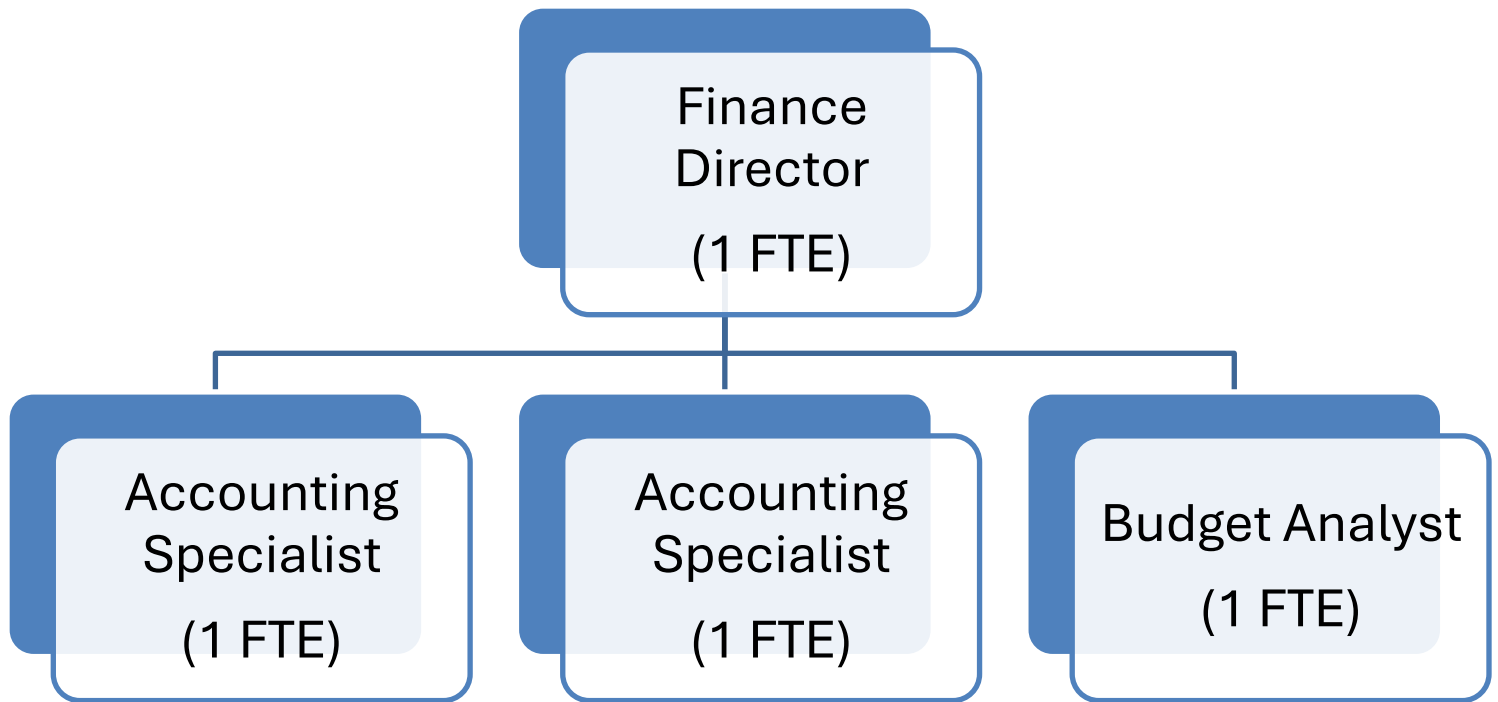 Finance
Director
(1 FTE)
Accounting
Specialist
(1 FTE)
Accounting
Specialist
(1 FTE)
Budget Analyst
(1 FTE)